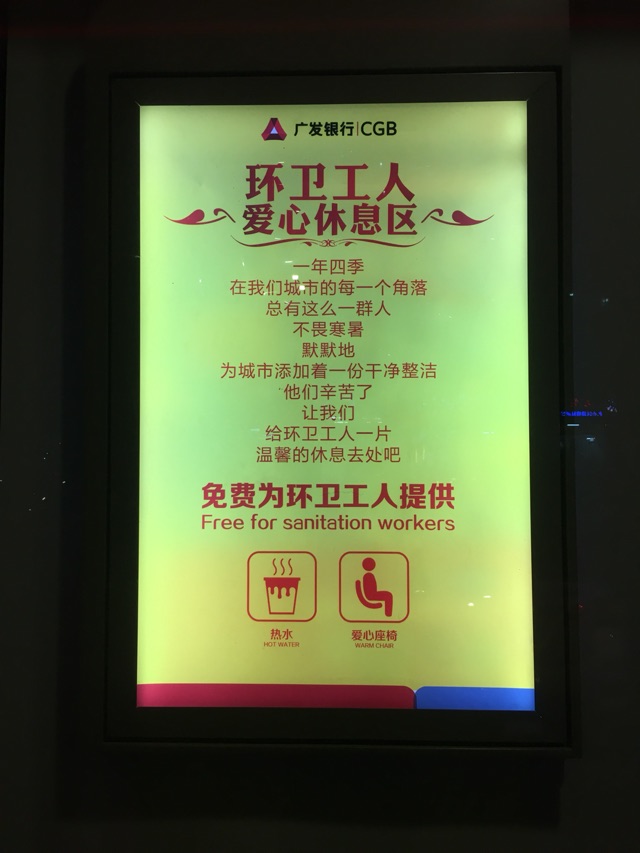 广发银行|CGB
环卫工人
爱心休息区
一年四季
在我们城市的每一个角落
总有这么一群人
不畏寒暑
默默地
为城市添加着一份干净整洁
他们辛苦了
让我们
给环卫工人一片
温馨的休息去处吧
免费为环卫工人提供
Free for sanitation workers
热水
HOT WATER
爱心座椅
WARM CHAIR